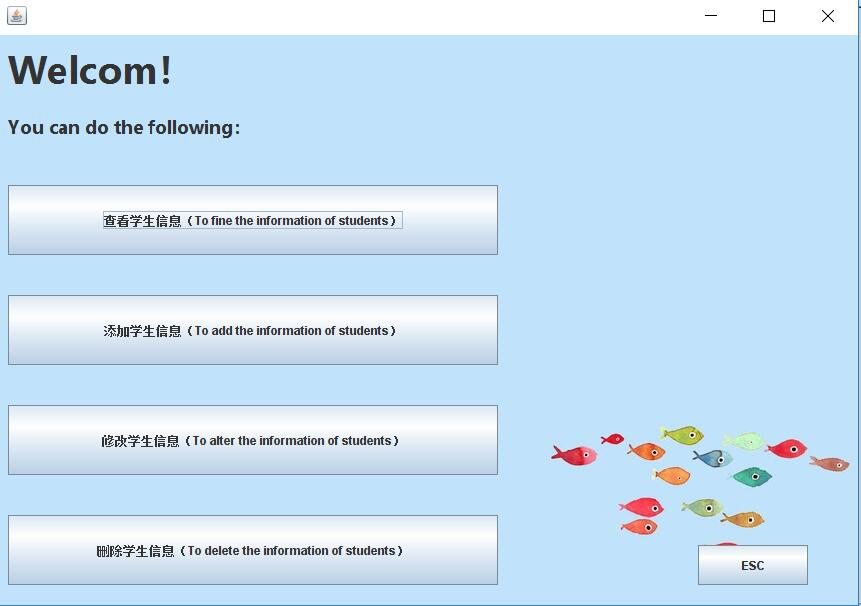 Welcom!
You can do the following:
查看学生信息（To fine the information of students）
添加学生信息（To add the information of students）
修改学生信息（To alter the information of students）
删除学生信息（To delete the information of students）
ESC